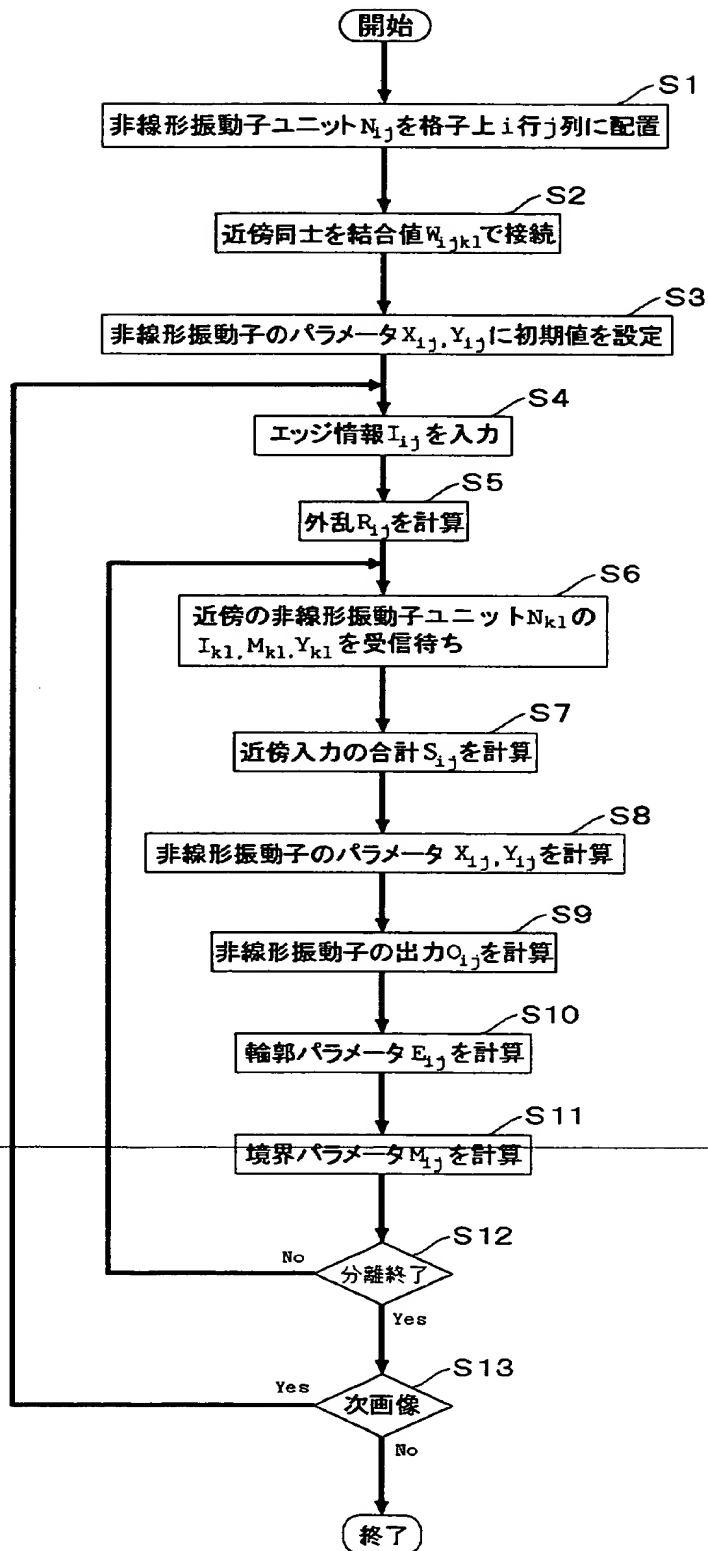 開始
S1
非線形振動子ユニットNijを格子上i行j列に配置
S2
近傍同士を結合値Wijklで接続
S3
非線形振動子のパラメータXij,Yijに初期値を設定
S4
エッジ情報Iijを入力
S5
外乱Rijを計算
S6
近傍の非線形振動子ユニットNklの
Ikl,Mkl,Yklを受信待ち
S7
近傍入力の合計Sijを計算
S8
非線形振動子のパラメータ Xij,Yijを計算
S9
非線形振動子の出力Oijを計算
S10
輪郭パラメータEijを計算
S11
境界パラメータMijを計算
S12
No
分離終了
Yes
S13
Yes
次画像
No
終了